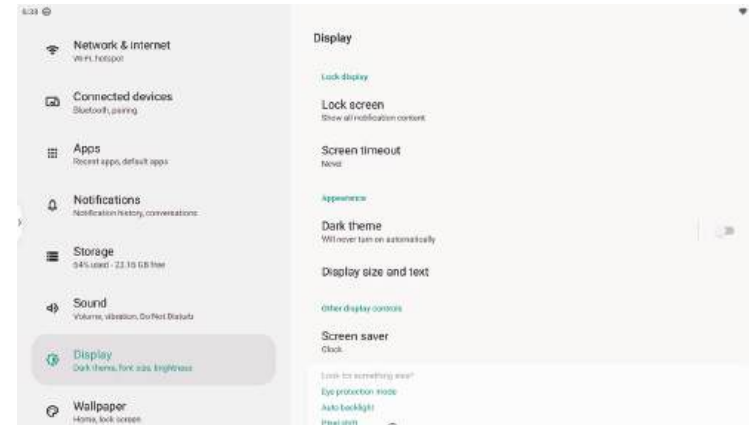 6:33
Network & internet
Wi-Fi, hotspot
Connected devices
Bluetooth, pairing
Apps
Recent apps, default apps
Notifications
Notification history, conversations
Storage
64% used - 23.16 GB free
Sound
Volume, vibration, Do Not Disturb
Display
Dark theme, font size, brightness
Wallpaper
Home, lock screen
Display
Lock display
Lock screen
Show all notification content
Screen timeout
Never
Appearance
Dark theme
Will never turn on automatically
Display size and text
Other display controls
Screen saver
Clock
Look for something else?
Eye protection mode
Auto backlight
Pixel shift